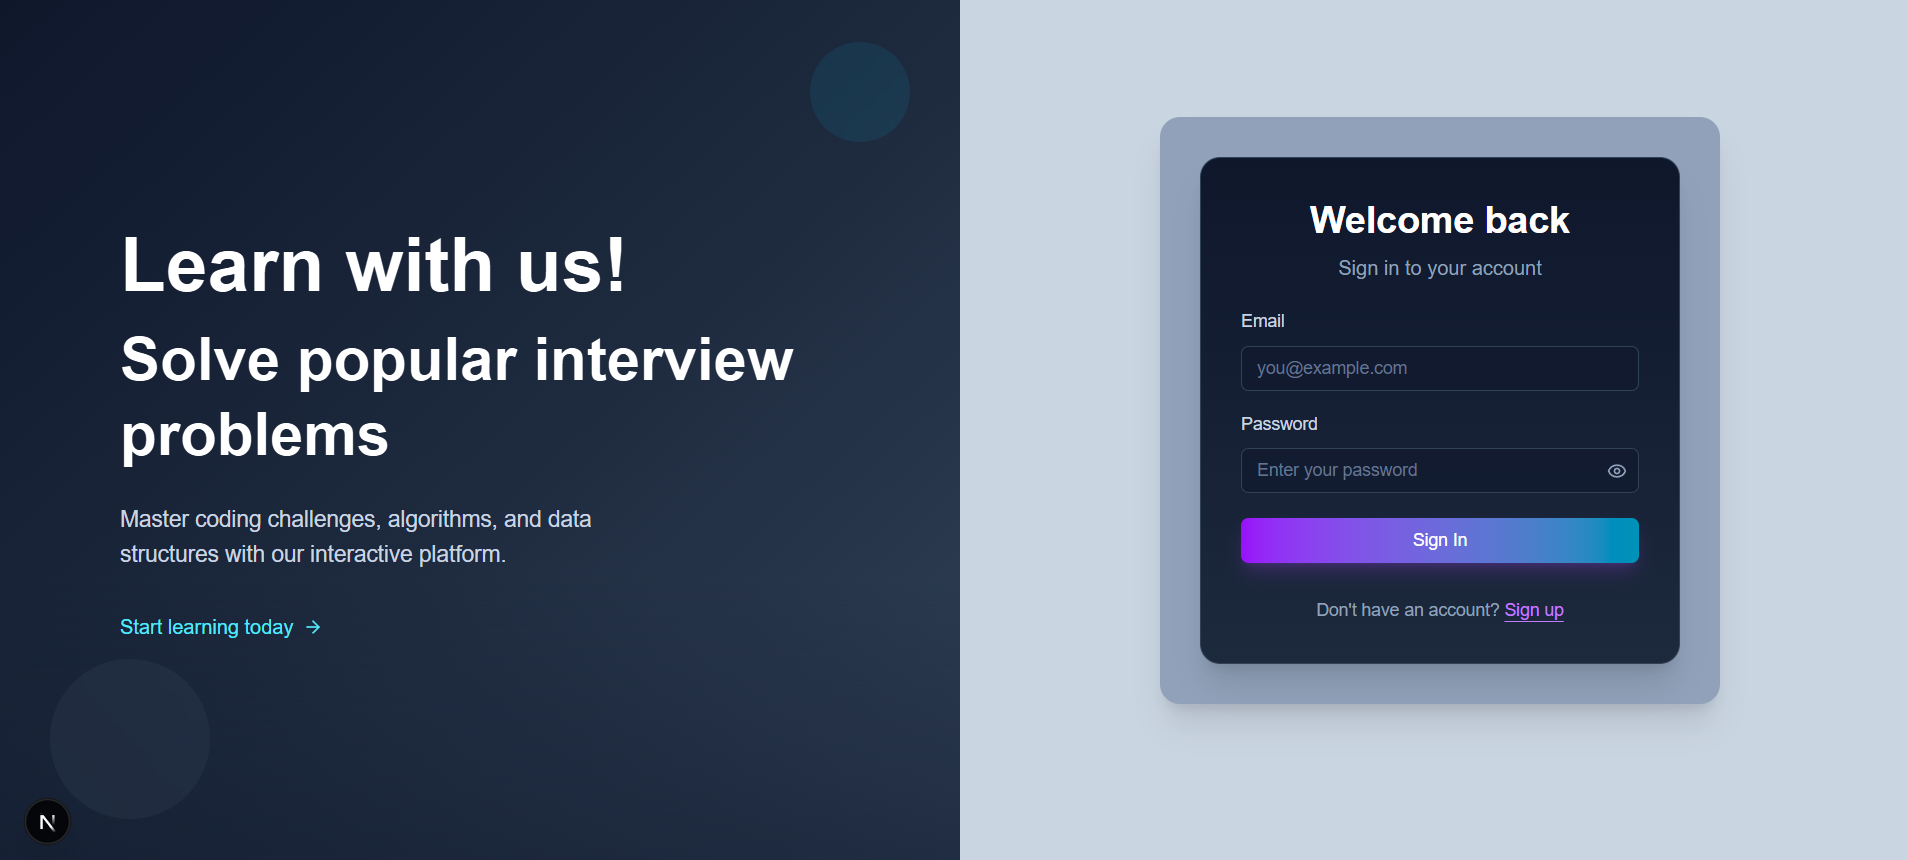 Learn with us!
Solve popular interview
problems
Master coding challenges, algorithms, and data
structures with our interactive platform.
Start learning today →
N
Welcome back
Sign in to your account
Email
you@example.com
Password
Enter your password
Sign In
Don't have an account? Sign up